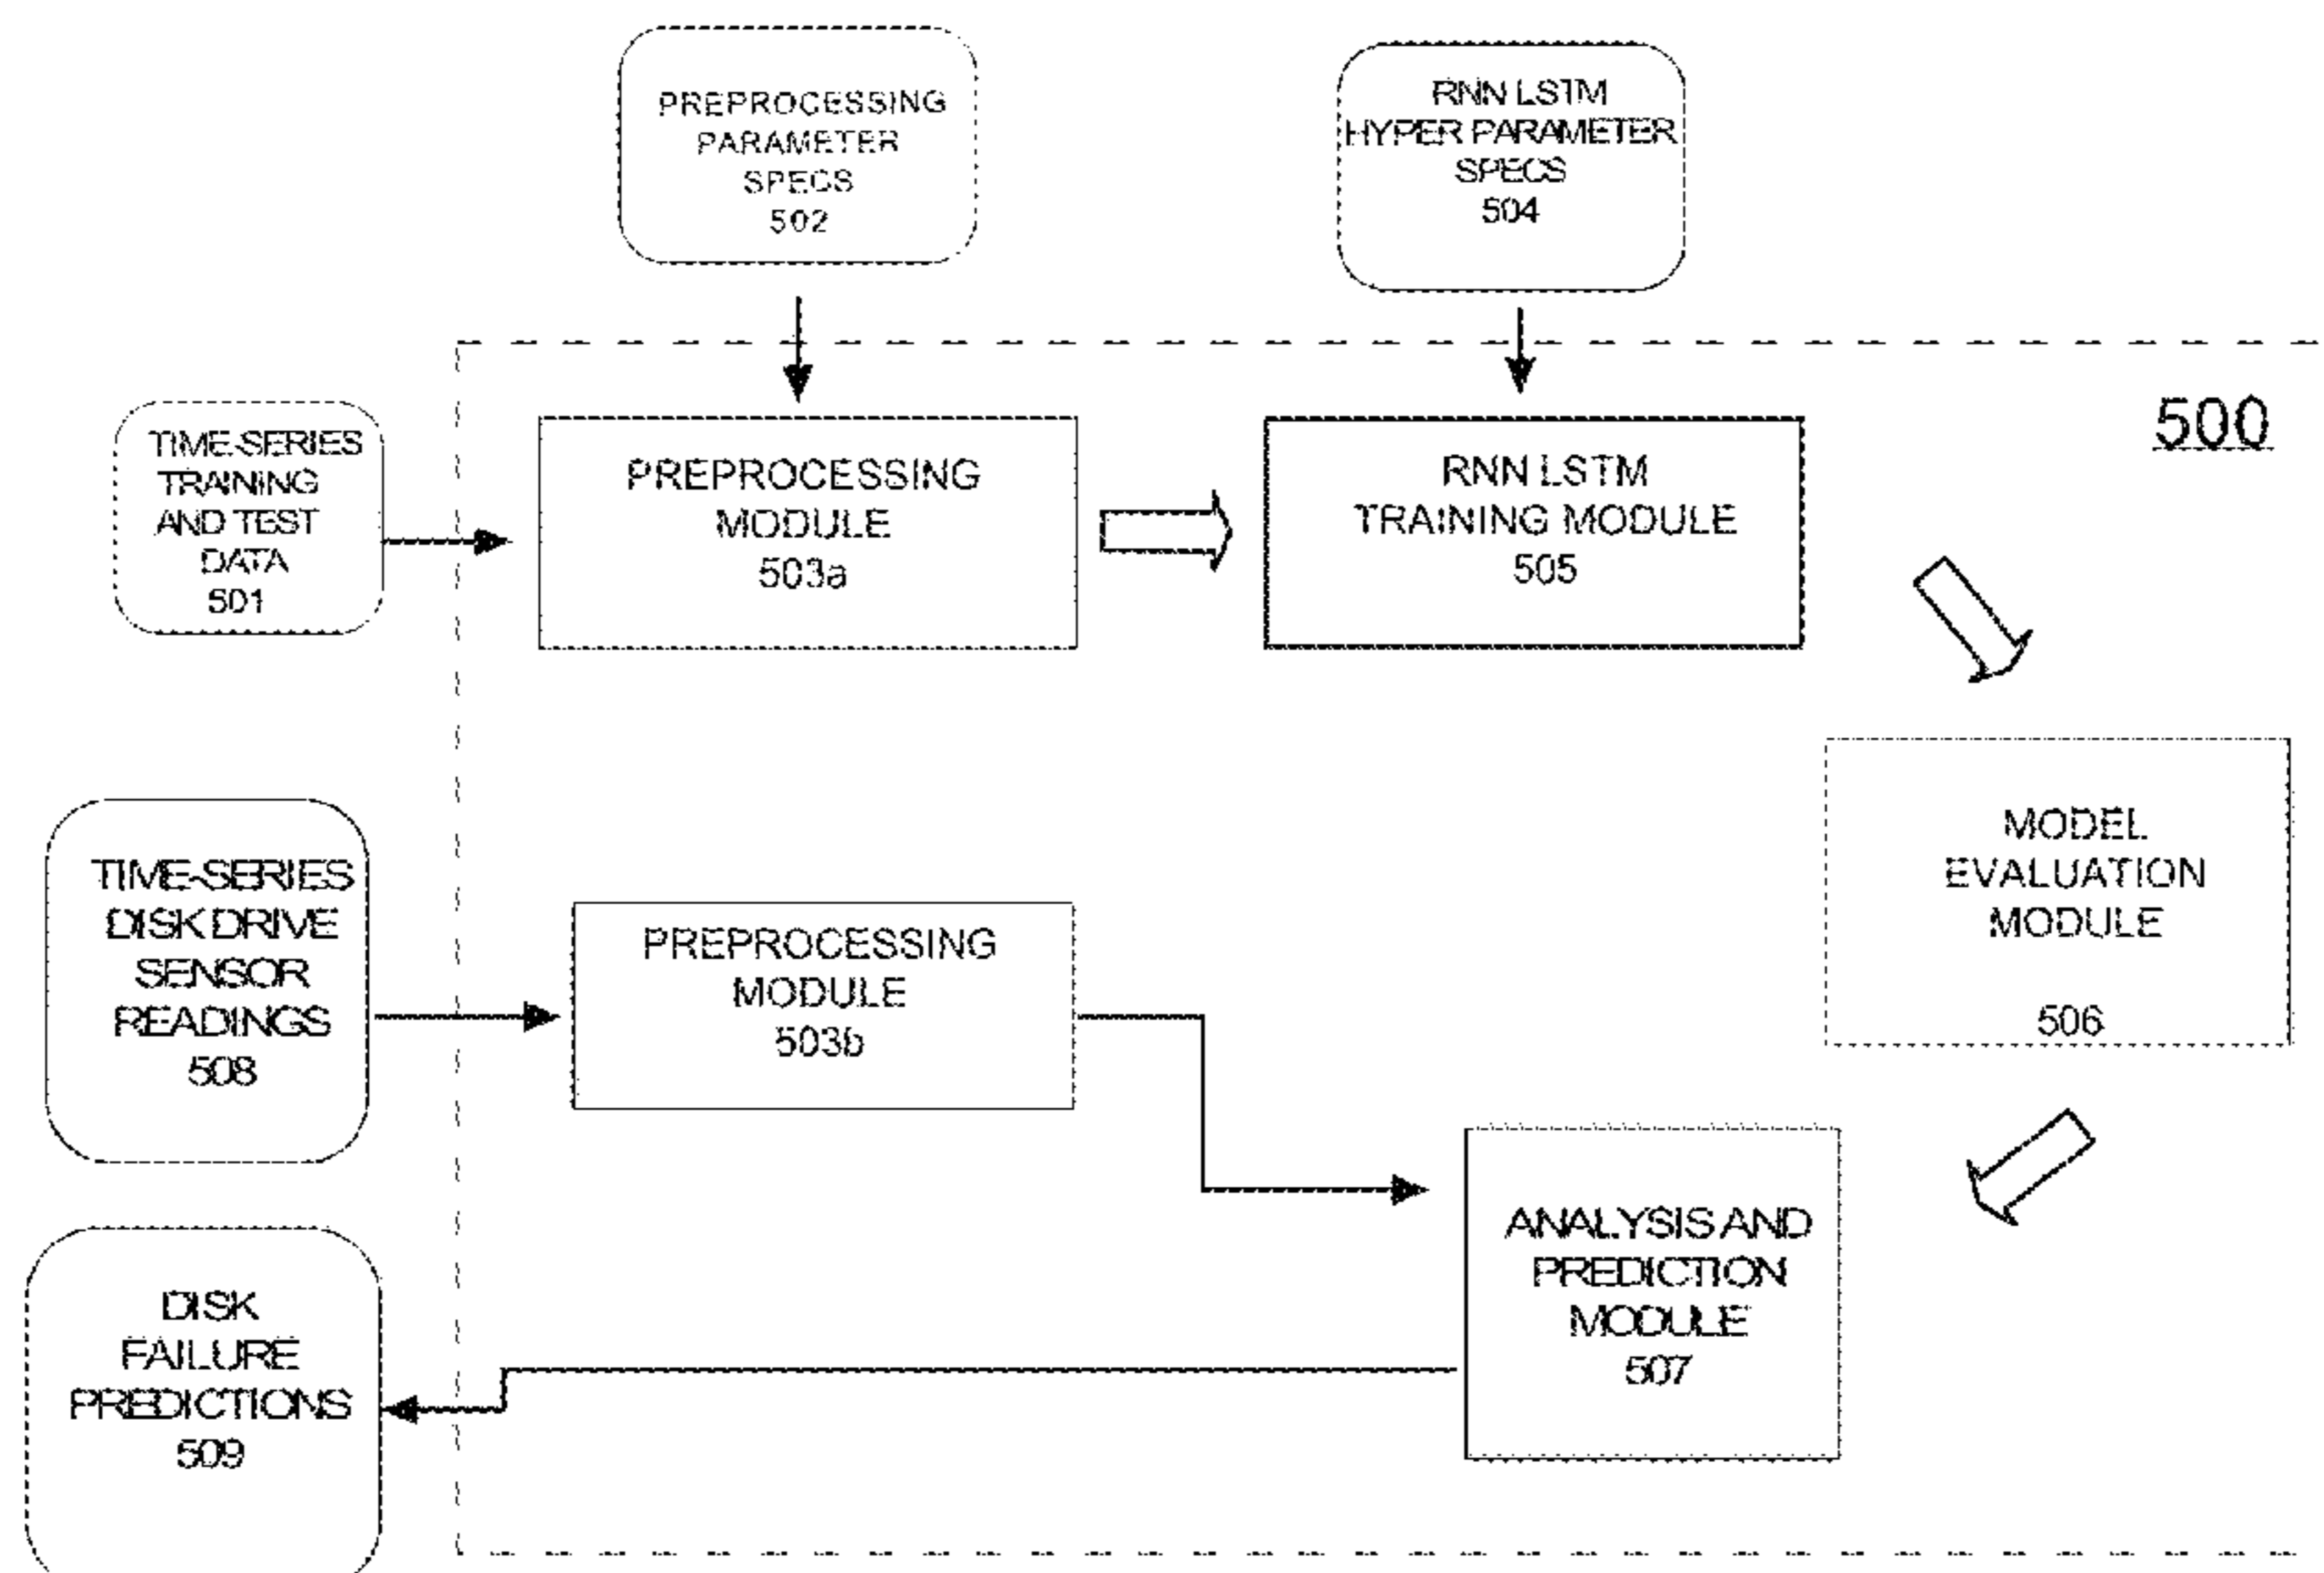 PREPROCESSING
PARAMETER
SPECS
502
RNN LSTM
HYPER PARAMETER
SPECS
504
500
TIME-SERIES
TRAINING
AND TEST
DATA
501
PREPROCESSING
MODULE
503a
RNN LSTM
TRAINING MODULE
505
MODEL
EVALUATION
MODULE
506
TIME-SERIES
DISK DRIVE
SENSOR
READINGS
508
PREPROCESSING
MODULE
503b
ANALYSIS AND
PREDICTION
MODULE
507
DISK
FAILURE
PREDICTIONS
509